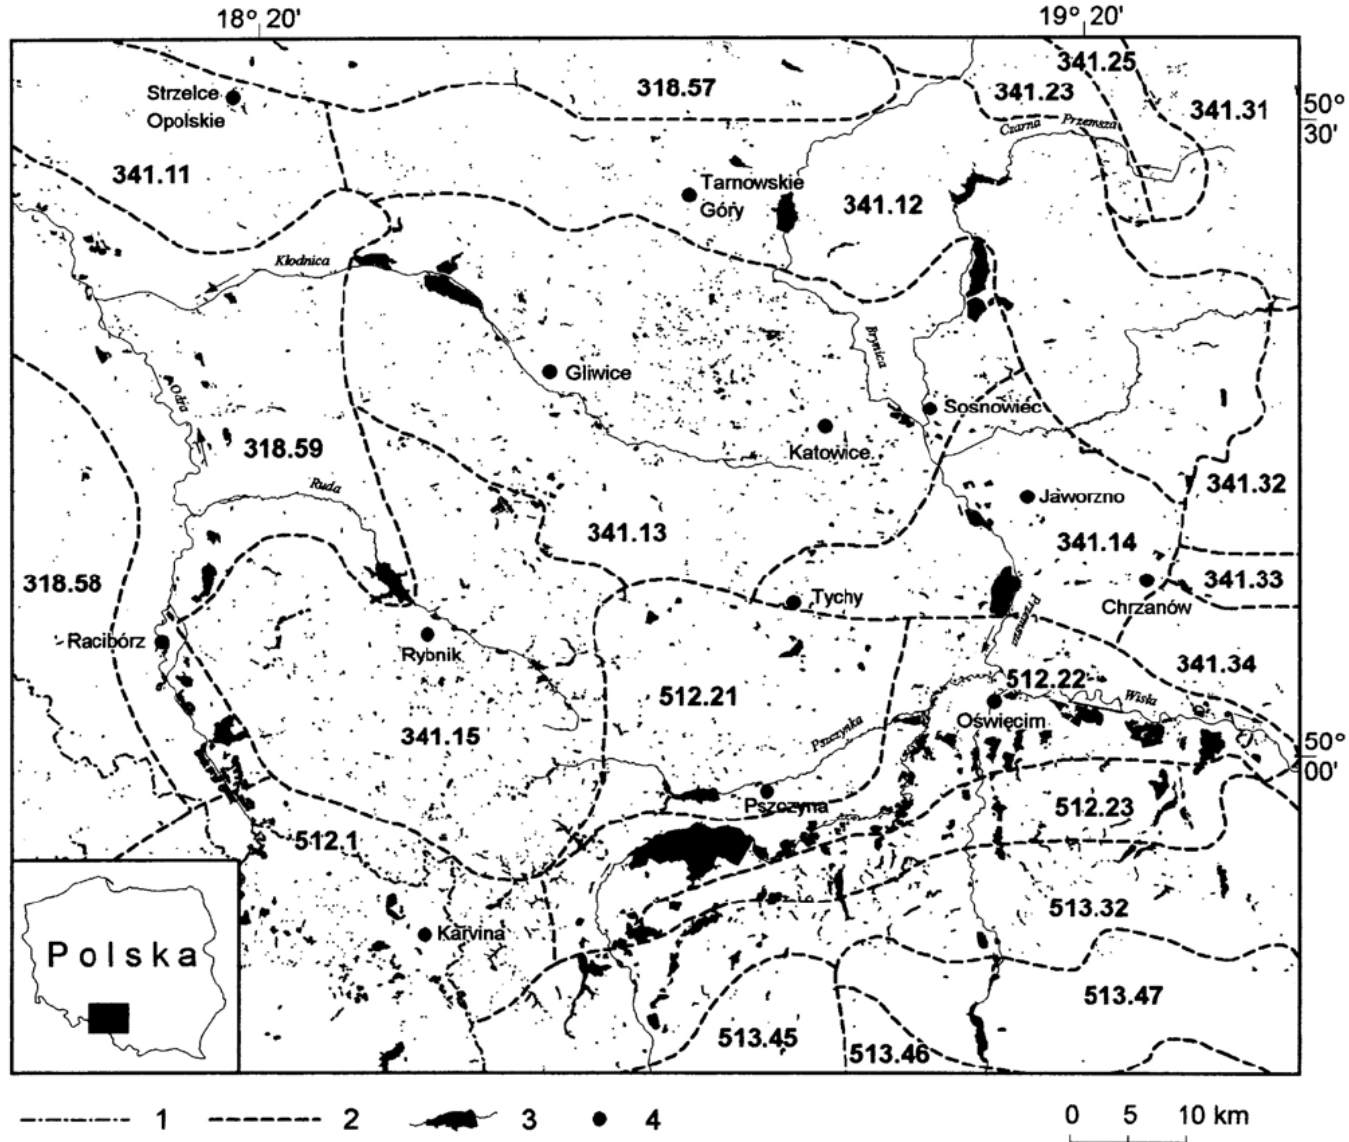 18° 20'
19° 20'
341.25
318.57
341.23
341.31
50°
30'
Strzelce
Opolskie
Czarna Przemsza
341.11
Tarnowskie
Góry
341.12
Kłodnica
Brynica
Gliwice
Odra
Sosnowiec
318.59
Katowice
Ruda
341.32
Jaworzno
341.13
341.14
318.58
341.33
Tychy
Chrzanów
Przemsza
Racibórz
Rybnik
341.34
512.22
512.21
Wisła
Oświęcim
341.15
Pszczynka
50°
00'
Pszczyna
512.23
512.1
513.32
Karvina
Polska
513.47
513.45
513.46
1
2
3
4
0 5 10 km